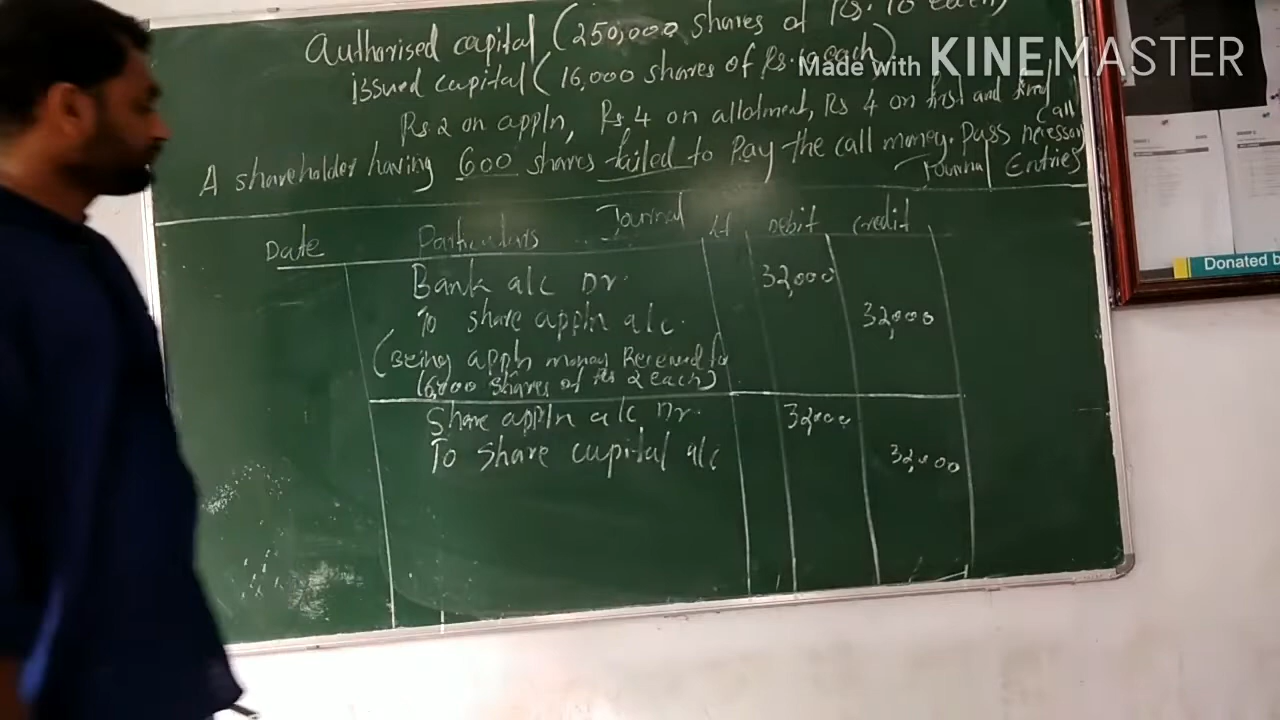 Authorised capital (250,000 shares of Rs. 10 each)
issued capital (16,000 shares of Rs. 10 each)
Made with KINEMASTER
Rs 2 on appln, Rs 4 on allotment, Rs 4 on first and final call
A shareholder having 600 shares failed to Pay the call money. Pass necessary
Journal Entries
Journal
Date Particulars Debit Credit
Bank a/c Dr. 32,000
To share appln a/c. 32,000
(Being appln money Received for
16,000 shares of Rs 2 each)
Share appln a/c Dr. 32000
To share capital a/c 32,000
Donated b